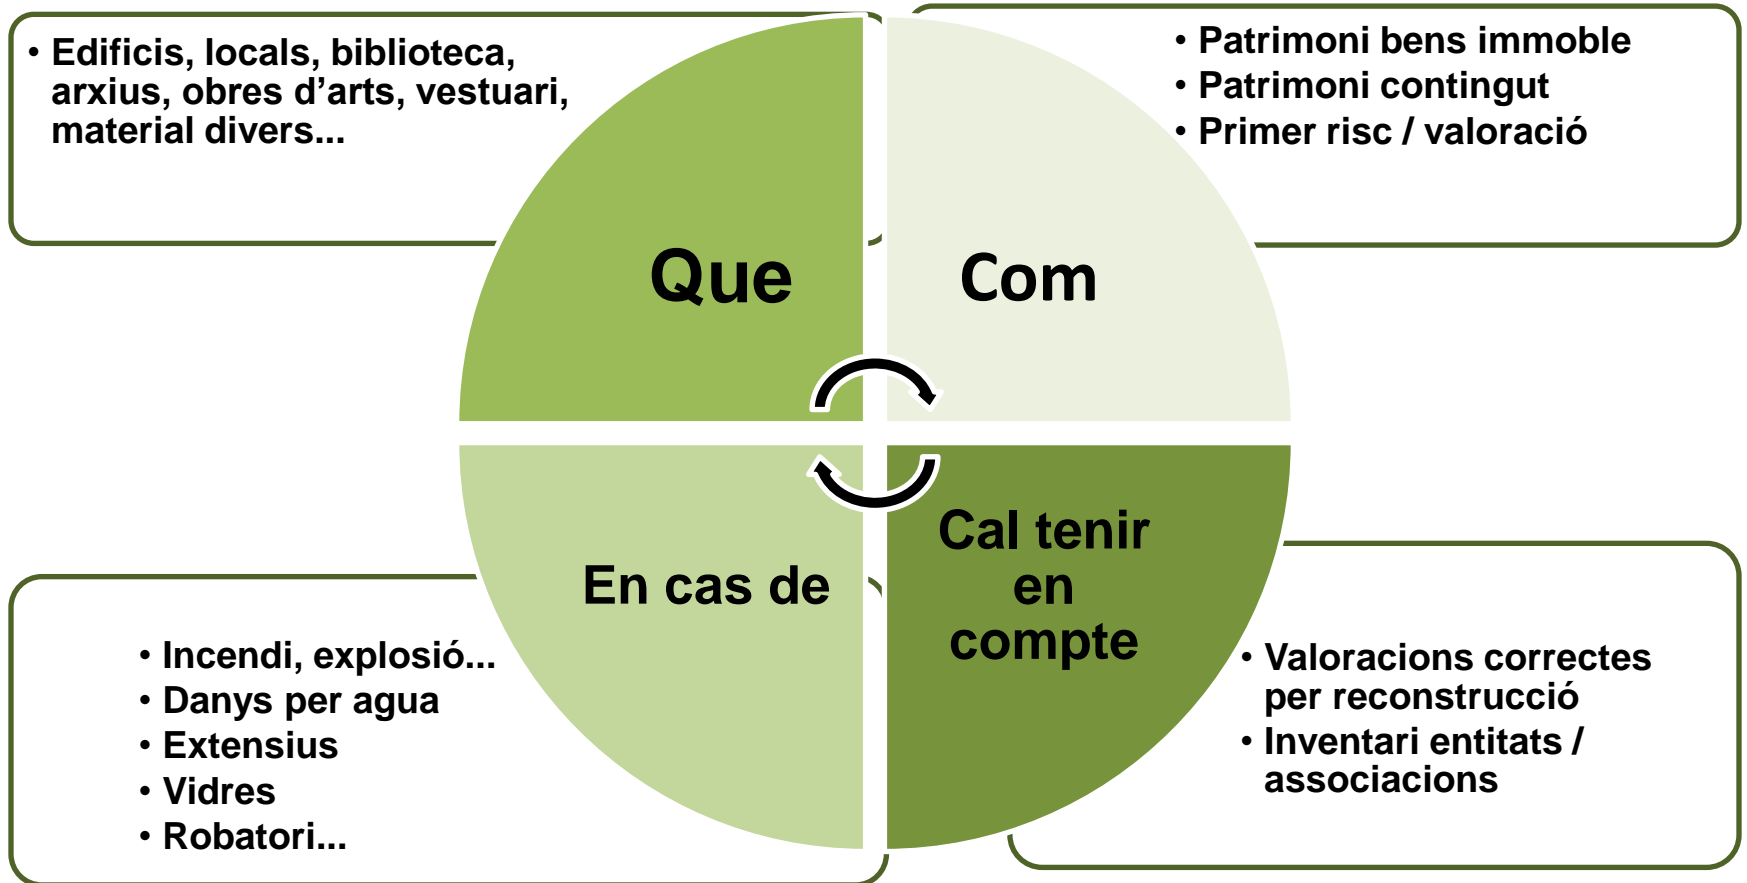 • Edificis, locals, biblioteca,
arxius, obres d’arts, vestuari,
material divers...
• Patrimoni bens immoble
• Patrimoni contingut
• Primer risc / valoració
Que
Com
En cas de
Cal tenir
en
compte
• Incendi, explosió...
• Danys per agua
• Extensius
• Vidres
• Robatori...
• Valoracions correctes
per reconstrucció
• Inventari entitats /
associacions